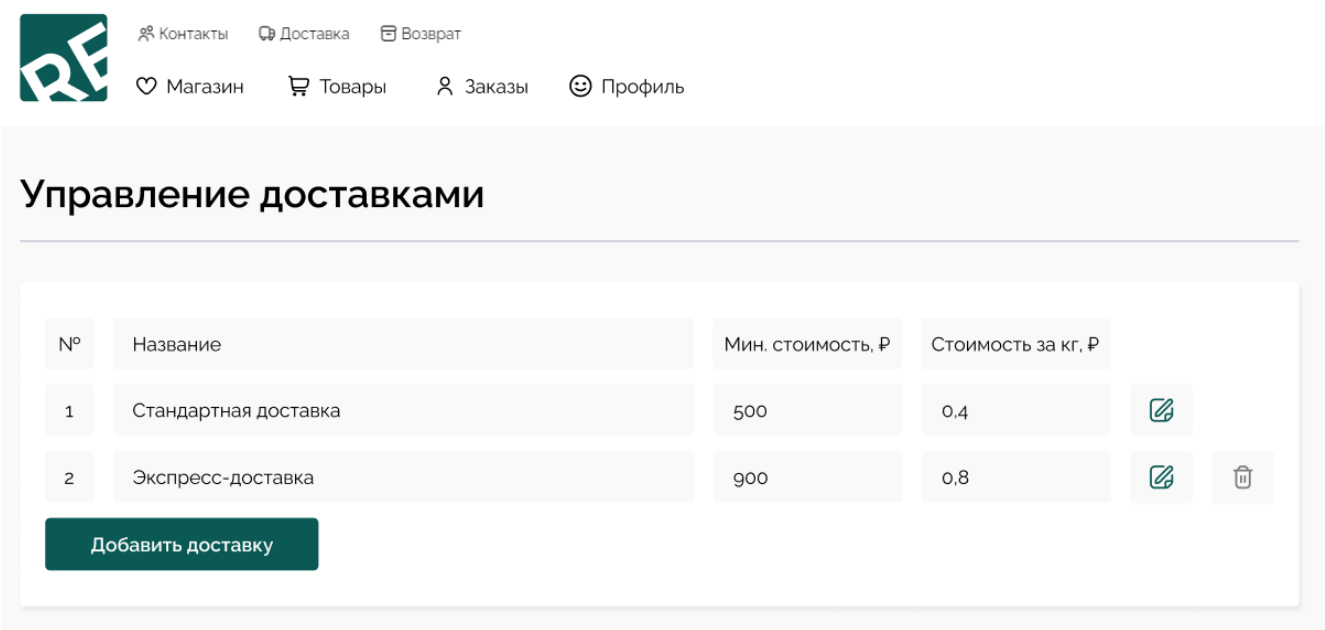 RE
Контакты Доставка Возврат
Магазин Товары Заказы Профиль
Управление доставками
№ Название Мин. стоимость, ₽ Стоимость за кг, ₽
1 Стандартная доставка 500 0,4
2 Экспресс-доставка 900 0,8
Добавить доставку